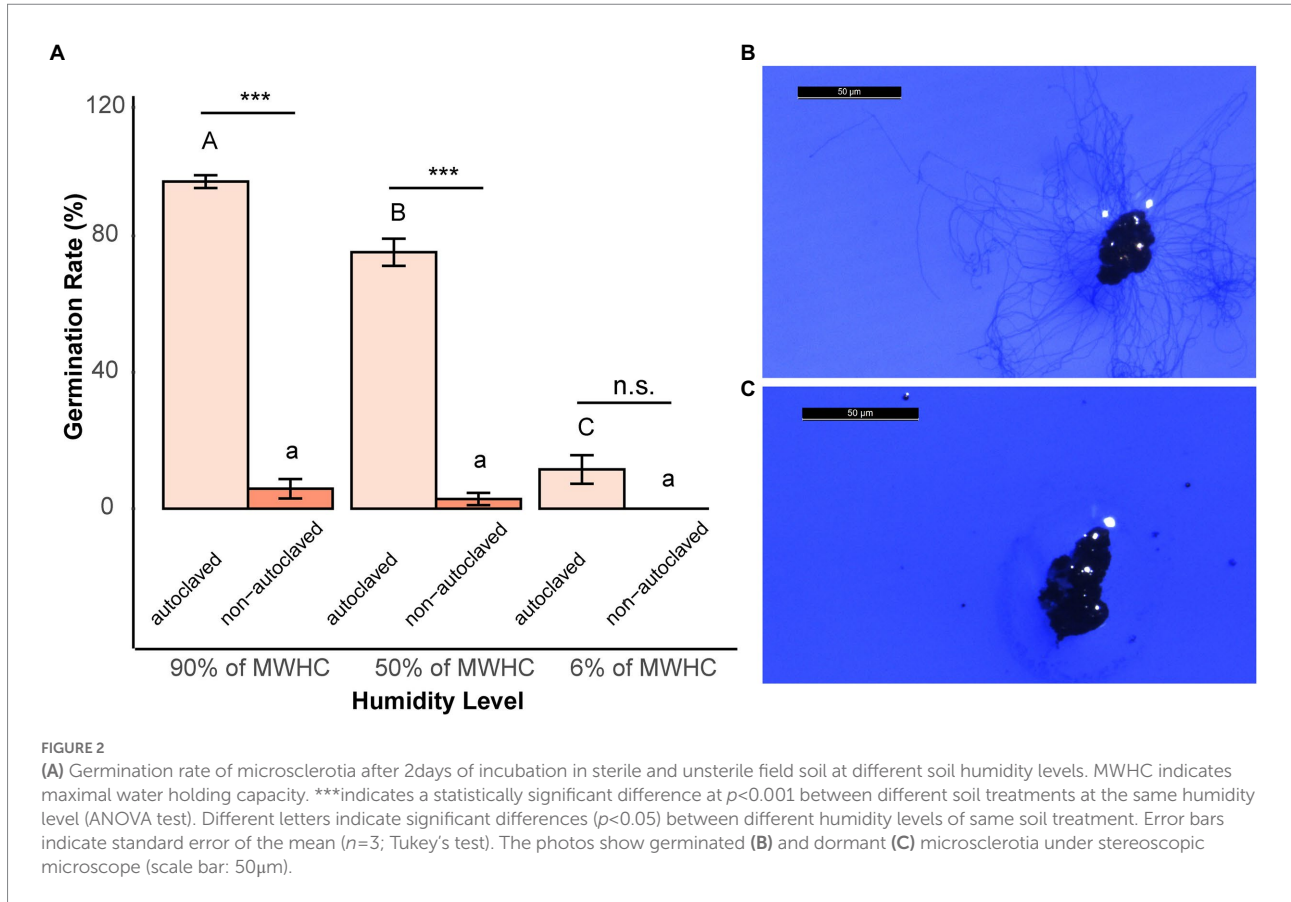 A
120
80
40
0
Germination Rate (%)
***
A
a
***
B
a
n.s.
C
a
autoclaved
non−autoclaved
autoclaved
non−autoclaved
autoclaved
non−autoclaved
90% of MWHC
50% of MWHC
6% of MWHC
Humidity Level
B
50 µm
C
50 µm
FIGURE 2
(A) Germination rate of microsclerotia after 2days of incubation in sterile and unsterile field soil at different soil humidity levels. MWHC indicates
maximal water holding capacity. ***indicates a statistically significant difference at p<0.001 between different soil treatments at the same humidity
level (ANOVA test). Different letters indicate significant differences (p<0.05) between different humidity levels of same soil treatment. Error bars
indicate standard error of the mean (n=3; Tukey's test). The photos show germinated (B) and dormant (C) microsclerotia under stereoscopic
microscope (scale bar: 50µm).